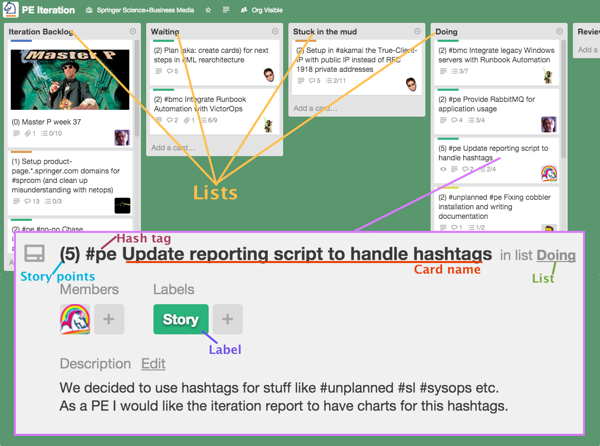 PE Iteration
Springer Science+Business Media
Org Visible
Iteration Backlog
MASTER P
(0) Master P week 37
1 0/10
(1) Setup product-
page.*.springer.com domains for
#sprcom (and clean up
misunderstanding with netops)
13 0/3
(2) #pe #no-no Chase
Waiting
(2) Plan (aka: create cards) for next
steps in #ML rearchitecture
5
(2) #bmc Integrate Runbook
Automation with VictorOps
2 1 6/9
Add a card...
Stuck in the mud
(2) Setup in #akamai the True-Client-
IP with public IP instead of RFC
1918 private addresses
5 2/11
Add a card...
Doing
(2) #bmc Integrate legacy Windows
servers with Runbook Automation
3/7
(2) #pe Provide RabbitMQ for
application usage
4 3/4
(5) #pe Update reporting script to
handle hashtags
2 2/4
(2) #unplanned #pe Fixing cobbler
installation and writing
documentation
2 1/2
Review
Add a
Lists
Hash tag
(5) #pe Update reporting script to handle hashtags in list Doing
Story points
Card name
List
Members
Labels
Story
Label
Description Edit
We decided to use hashtags for stuff like #unplanned #sl #sysops etc.
As a PE I would like the iteration report to have charts for this hashtags.